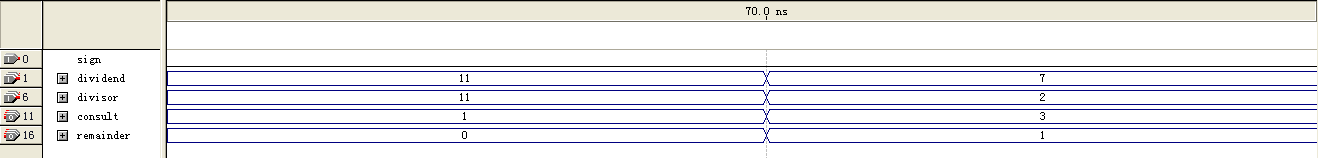 70.0 ns
0 sign
1 dividend 11 7
6 divisor 11 2
11 consult 1 3
16 remainder 0 1